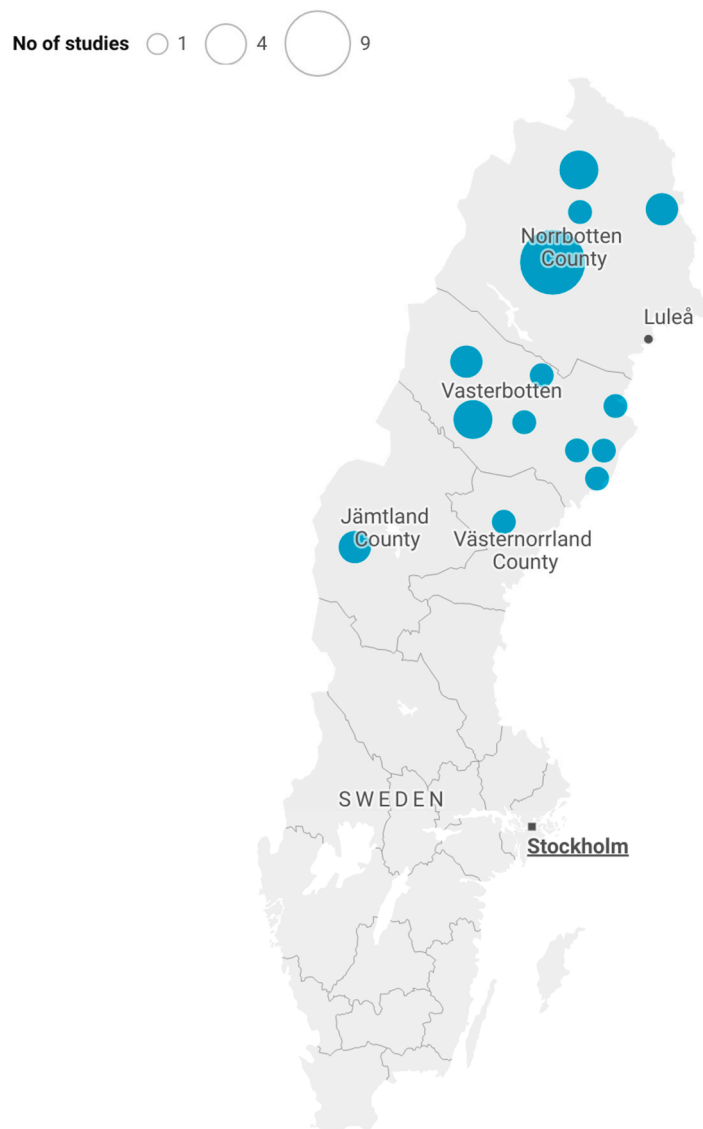 No of studies 1 4 9
Norrbotten
County
Luleå
Vasterbotten
Jämtland
County
Västernorrland
County
SWEDEN
Stockholm